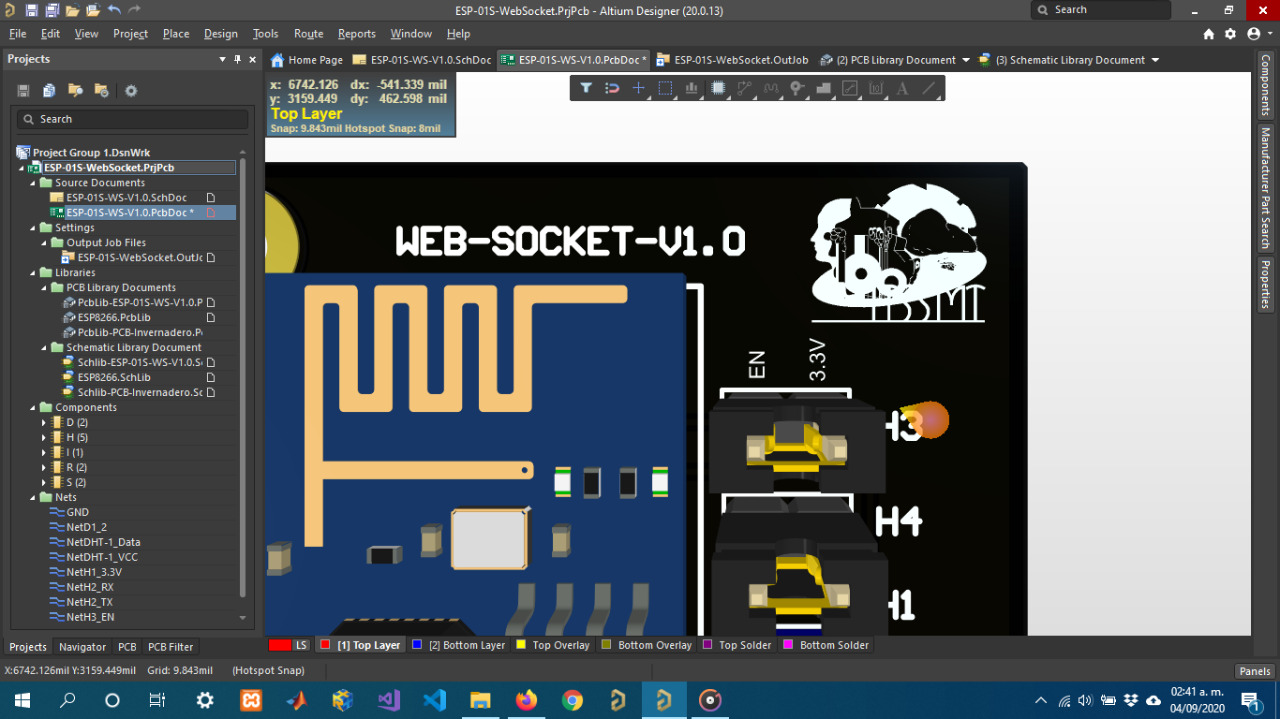 ESP-01S-WebSocket.PrjPcb - Altium Designer (20.0.13)
Search
File Edit View Project Place Design Tools Route Reports Window Help
Projects
Home Page ESP-01S-WS-V1.0.SchDoc ESP-01S-WS-V1.0.PcbDoc * ESP-01S-WebSocket.OutJob (2) PCB Library Document (3) Schematic Library Document
x: 6742.126 dx: -541.339 mil
y: 3159.449 dy: 462.598 mil
Top Layer
Snap: 9.843mil Hotspot Snap: 8mil
Search
Project Group 1.DsnWrk
ESP-01S-WebSocket.PrjPcb
Source Documents
ESP-01S-WS-V1.0.SchDoc
ESP-01S-WS-V1.0.PcbDoc *
Settings
Output Job Files
ESP-01S-WebSocket.OutJo
Libraries
PCB Library Documents
PcbLib-ESP-01S-WS-V1.0.P
ESP8266.PcbLib
PcbLib-PCB-Invernadero.P
Schematic Library Document
Schlib-ESP-01S-WS-V1.0.S
ESP8266.SchLib
Schlib-PCB-Invernadero.Sc
Components
D (2)
H (5)
I (1)
R (2)
S (2)
Nets
GND
NetD1_2
NetDHT-1_Data
NetDHT-1_VCC
NetH1_3.3V
NetH2_RX
NetH2_TX
NetH3_EN
WEB-SOCKET-V1.0
EN
3.3V
H3
H4
H1
Components
Manufacturer Part Search
Properties
Projects Navigator PCB PCB Filter
LS [1] Top Layer [2] Bottom Layer Top Overlay Bottom Overlay Top Solder Bottom Solder
X:6742.126mil Y:3159.449mil Grid: 9.843mil (Hotspot Snap)
Panels
02:41 a. m.
04/09/2020
1